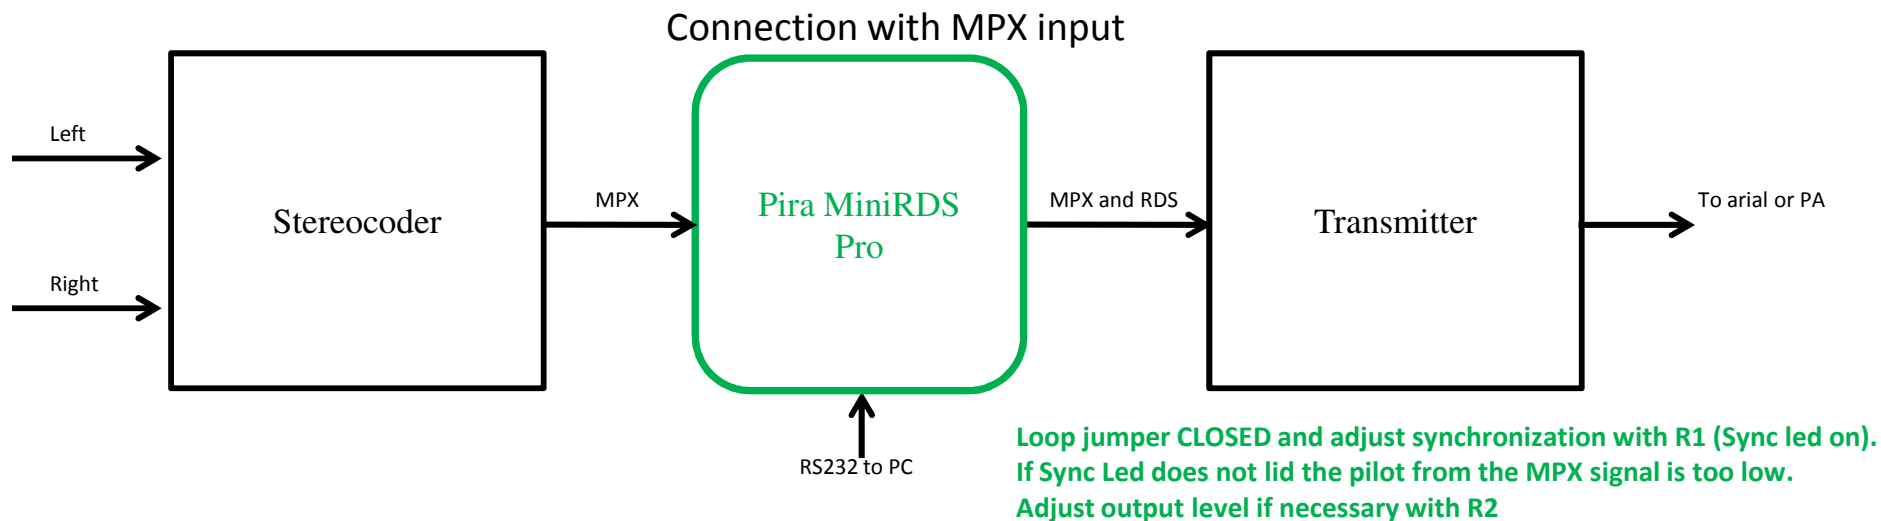 Connection with MPX input
Left
Right
Stereocoder
MPX
Pira MiniRDS
Pro
MPX and RDS
Transmitter
To arial or PA
RS232 to PC
Loop jumper CLOSED and adjust synchronization with R1 (Sync led on).
If Sync Led does not lid the pilot from the MPX signal is too low.
Adjust output level if necessary with R2